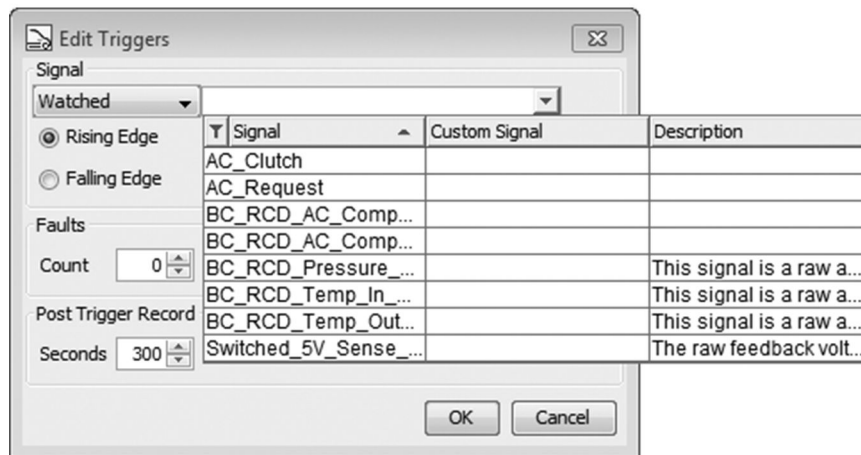 Edit Triggers
Signal
Watched
Rising Edge
Falling Edge
Signal Custom Signal Description
AC_Clutch
AC_Request
BC_RCD_AC_Comp...
BC_RCD_AC_Comp...
BC_RCD_Pressure_... This signal is a raw a...
BC_RCD_Temp_In_... This signal is a raw a...
BC_RCD_Temp_Out... This signal is a raw a...
Switched_5V_Sense_... The raw feedback volt...
Faults
Count 0
Post Trigger Record
Seconds 300
OK Cancel